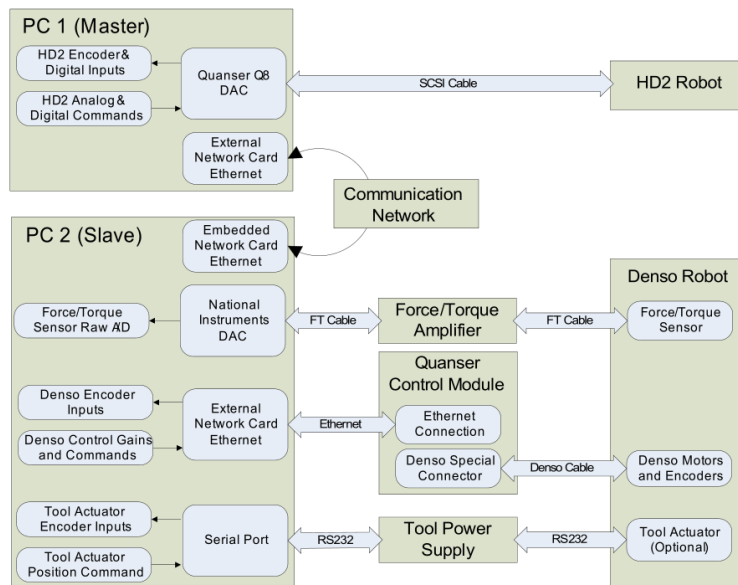 PC 1 (Master)
HD2 Encoder&
Digital Inputs
HD2 Analog&
Digital Commands
Quanser Q8
DAC
SCSI Cable
HD2 Robot
External
Network Card
Ethernet
Communication
Network
PC 2 (Slave)
Embedded
Network Card
Ethernet
Denso Robot
Force/Torque
Sensor Raw A/D
National
Instruments
DAC
FT Cable
Force/Torque
Amplifier
FT Cable
Force/Torque
Sensor
Quanser
Control Module
Denso Encoder
Inputs
Denso Control Gains
and Commands
External
Network Card
Ethernet
Ethernet
Ethernet
Connection
Denso Special
Connector
Denso Cable
Denso Motors
and Encoders
Tool Actuator
Encoder Inputs
Tool Actuator
Position Command
Serial Port
RS232
Tool Power
Supply
RS232
Tool Actuator
(Optional)